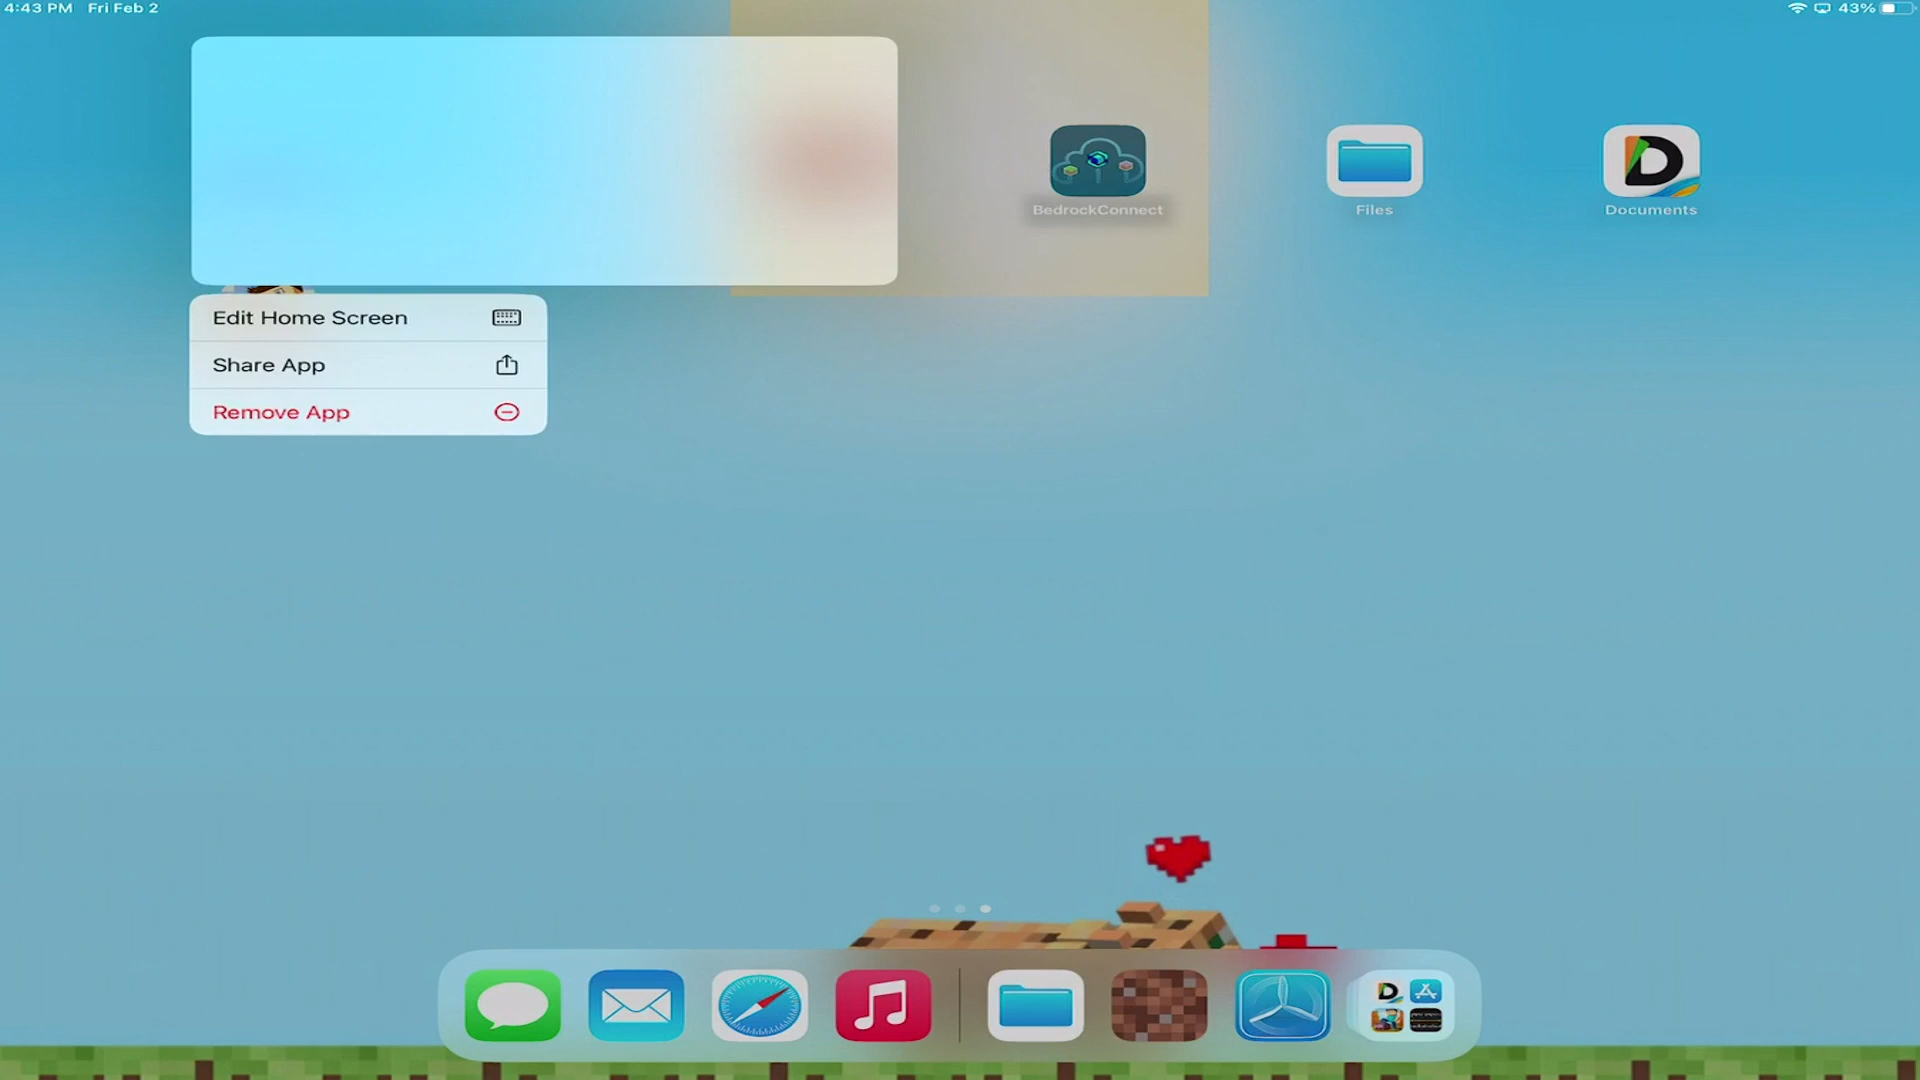 4:43 PM Fri Feb 2
43%
BedrockConnect
Files
Documents
Edit Home Screen
Share App
Remove App